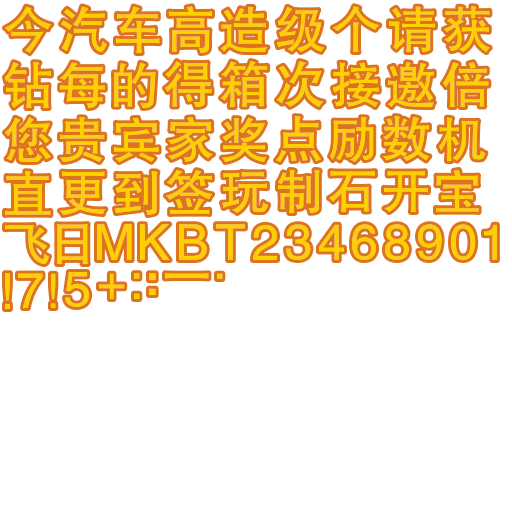 今汽车高造级个请获
钻每的得箱次接邀倍
您贵宾家奖点励数机
直更到签玩制石开宝
飞日MKBT23468901
!7!5+::一·